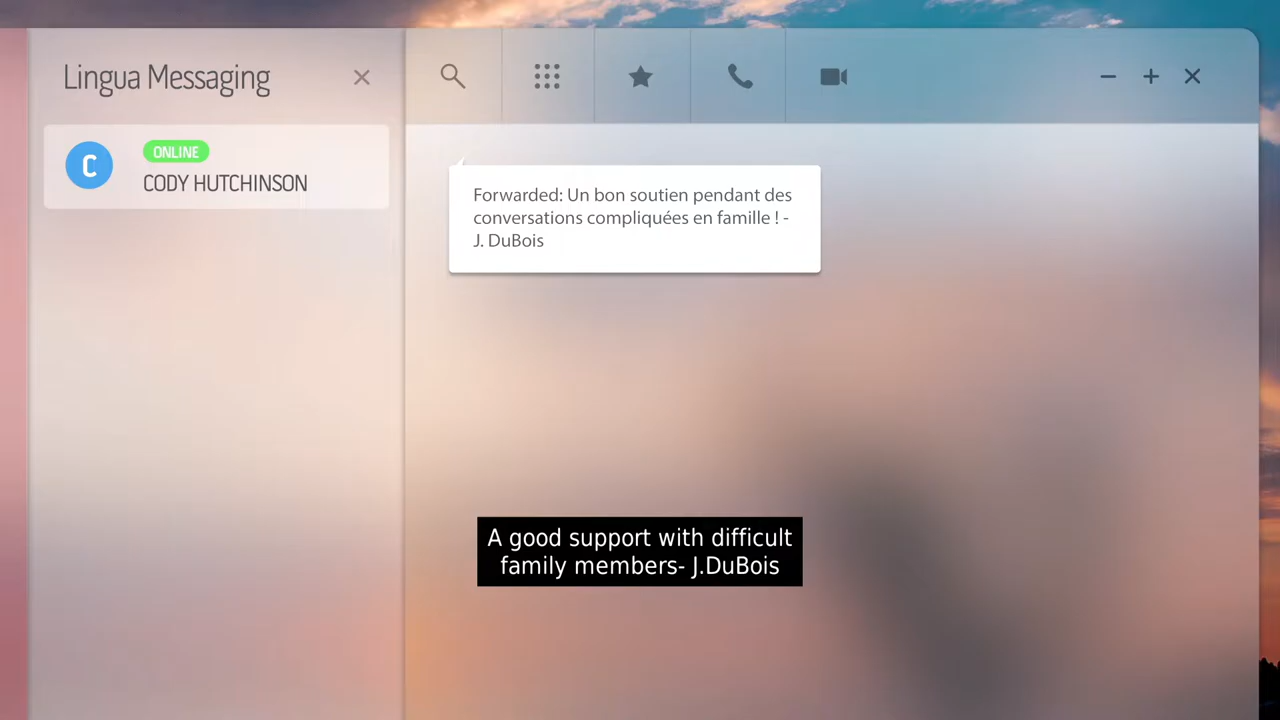 Lingua Messaging
C
ONLINE
CODY HUTCHINSON
Forwarded: Un bon soutien pendant des
conversations compliquées en famille ! -
J. DuBois
A good support with difficult
family members- J.DuBois